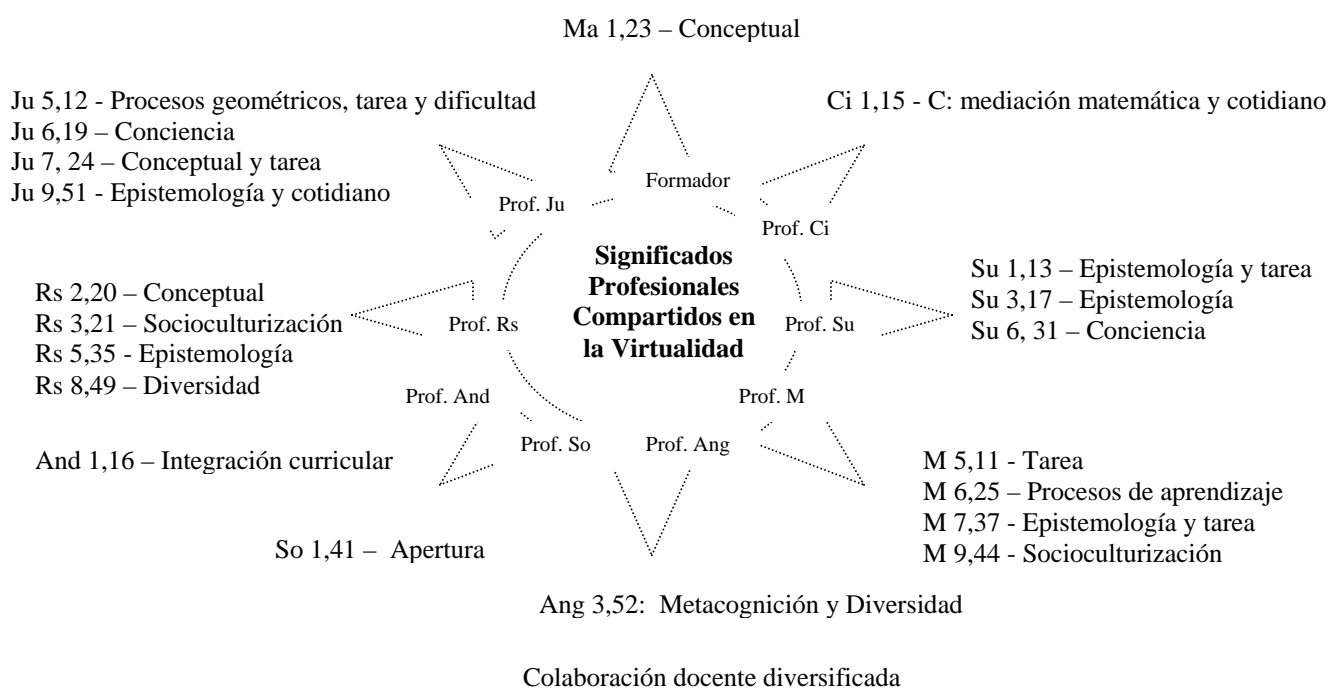 Ma 1,23 – Conceptual
Ju 5,12 - Procesos geométricos, tarea y dificultad
Ju 6,19 – Conciencia
Ju 7, 24 – Conceptual y tarea
Ju 9,51 - Epistemología y cotidiano
Ci 1,15 - C: mediación matemática y cotidiano
Formador
Prof. Ju
Prof. Ci
Significados
Profesionales
Compartidos en
la Virtualidad
Su 1,13 – Epistemología y tarea
Su 3,17 – Epistemología
Su 6, 31 – Conciencia
Rs 2,20 – Conceptual
Rs 3,21 – Socioculturización
Rs 5,35 - Epistemología
Rs 8,49 – Diversidad
Prof. Rs
Prof. Su
Prof. And
Prof. M
Prof. So
Prof. Ang
And 1,16 – Integración curricular
M 5,11 - Tarea
M 6,25 – Procesos de aprendizaje
M 7,37 - Epistemología y tarea
M 9,44 - Socioculturización
So 1,41 – Apertura
Ang 3,52: Metacognición y Diversidad
Colaboración docente diversificada